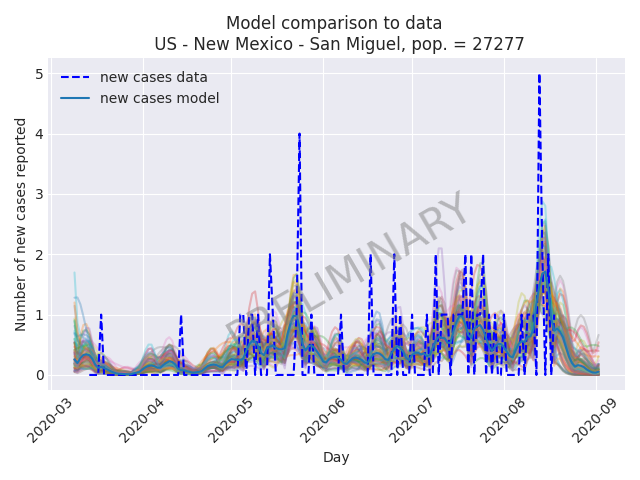 Model comparison to data
US - New Mexico - San Miguel, pop. = 27277
new cases data
new cases model
PRELIMINARY
Number of new cases reported
5
4
3
2
1
0
2020-03
2020-04
2020-05
2020-06
2020-07
2020-08
2020-09
Day